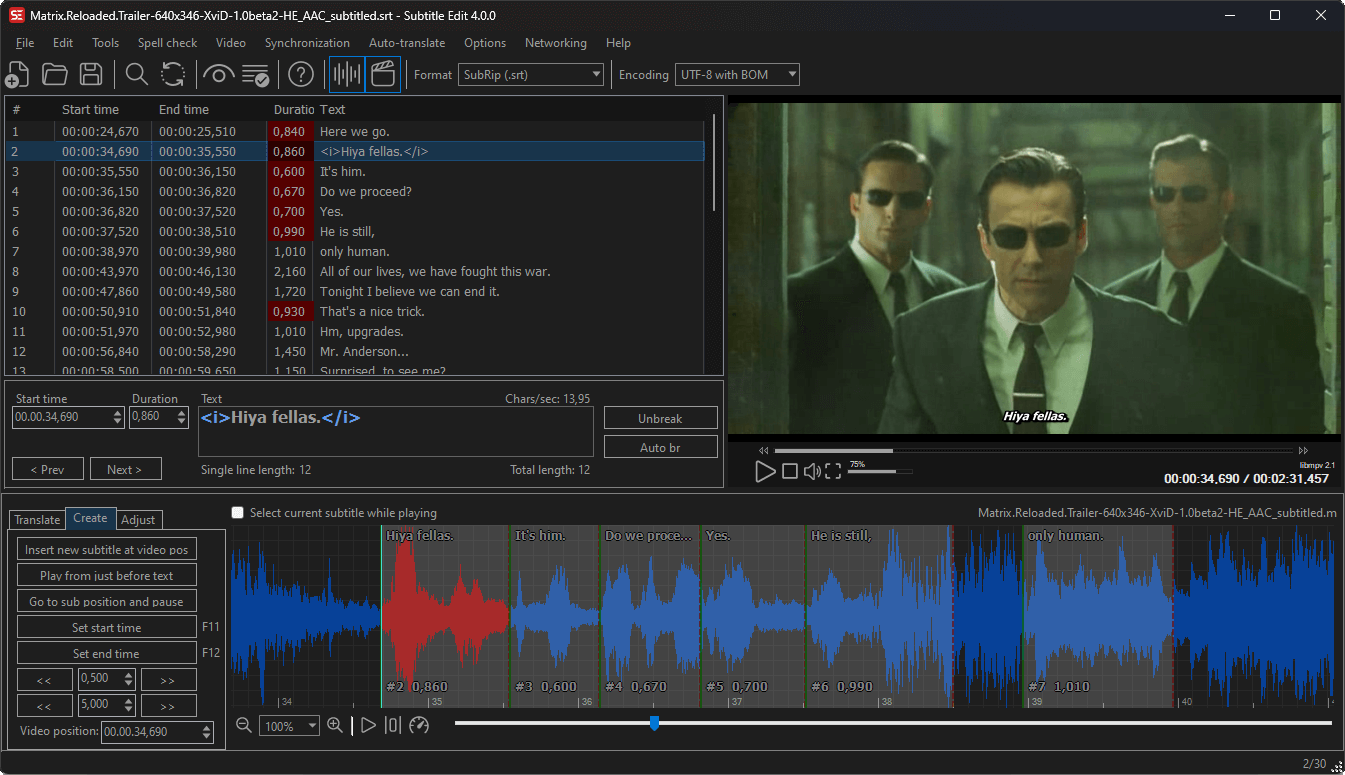 SE Matrix.Reloaded.Trailer-640x346-XviD-1.0beta2-HE_AAC_subtitled.srt - Subtitle Edit 4.0.0
File Edit Tools Spell check Video Synchronization Auto-translate Options Networking Help
Format SubRip (.srt) Encoding UTF-8 with BOM
# Start time End time Duratio Text
1 00:00:24,670 00:00:25,510 0,840 Here we go.
2 00:00:34,690 00:00:35,550 0,860 <i>Hiya fellas.</i>
3 00:00:35,550 00:00:36,150 0,600 It's him.
4 00:00:36,150 00:00:36,820 0,670 Do we proceed?
5 00:00:36,820 00:00:37,520 0,700 Yes.
6 00:00:37,520 00:00:38,510 0,990 He is still,
7 00:00:38,970 00:00:39,980 1,010 only human.
8 00:00:43,970 00:00:46,130 2,160 All of our lives, we have fought this war.
9 00:00:47,860 00:00:49,580 1,720 Tonight I believe we can end it.
10 00:00:50,910 00:00:51,840 0,930 That's a nice trick.
11 00:00:51,970 00:00:52,980 1,010 Hm, upgrades.
12 00:00:56,840 00:00:58,290 1,450 Mr. Anderson...
13 00:00:58,500 00:00:59,650 1,150 Surprised, to see me?
Hiya fellas.
Start time Duration Text Chars/sec: 13,95
00.00.34,690 0,860 <i>Hiya fellas.</i>
Unbreak
Auto br
< Prev Next > Single line length: 12 Total length: 12
75%
mpv 2.1
00:00:34,690 / 00:02:31,457
Translate Create Adjust
Select current subtitle while playing Matrix.Reloaded.Trailer-640x346-XviD-1.0beta2-HE_AAC_subtitled.m
Insert new subtitle at video pos
Play from just before text
Go to sub position and pause
Set start time F11
Set end time F12
<< 0,500 >>
<< 5,000 >>
Video position: 00.00.34,690
Hiya fellas. It's him. Do we proce... Yes. He is still, only human.
#2 0,860 #3 0,600 #4 0,670 #5 0,700 #6 0,990 #7 1,010
34 35 36 37 38 39 40
100%
2/30